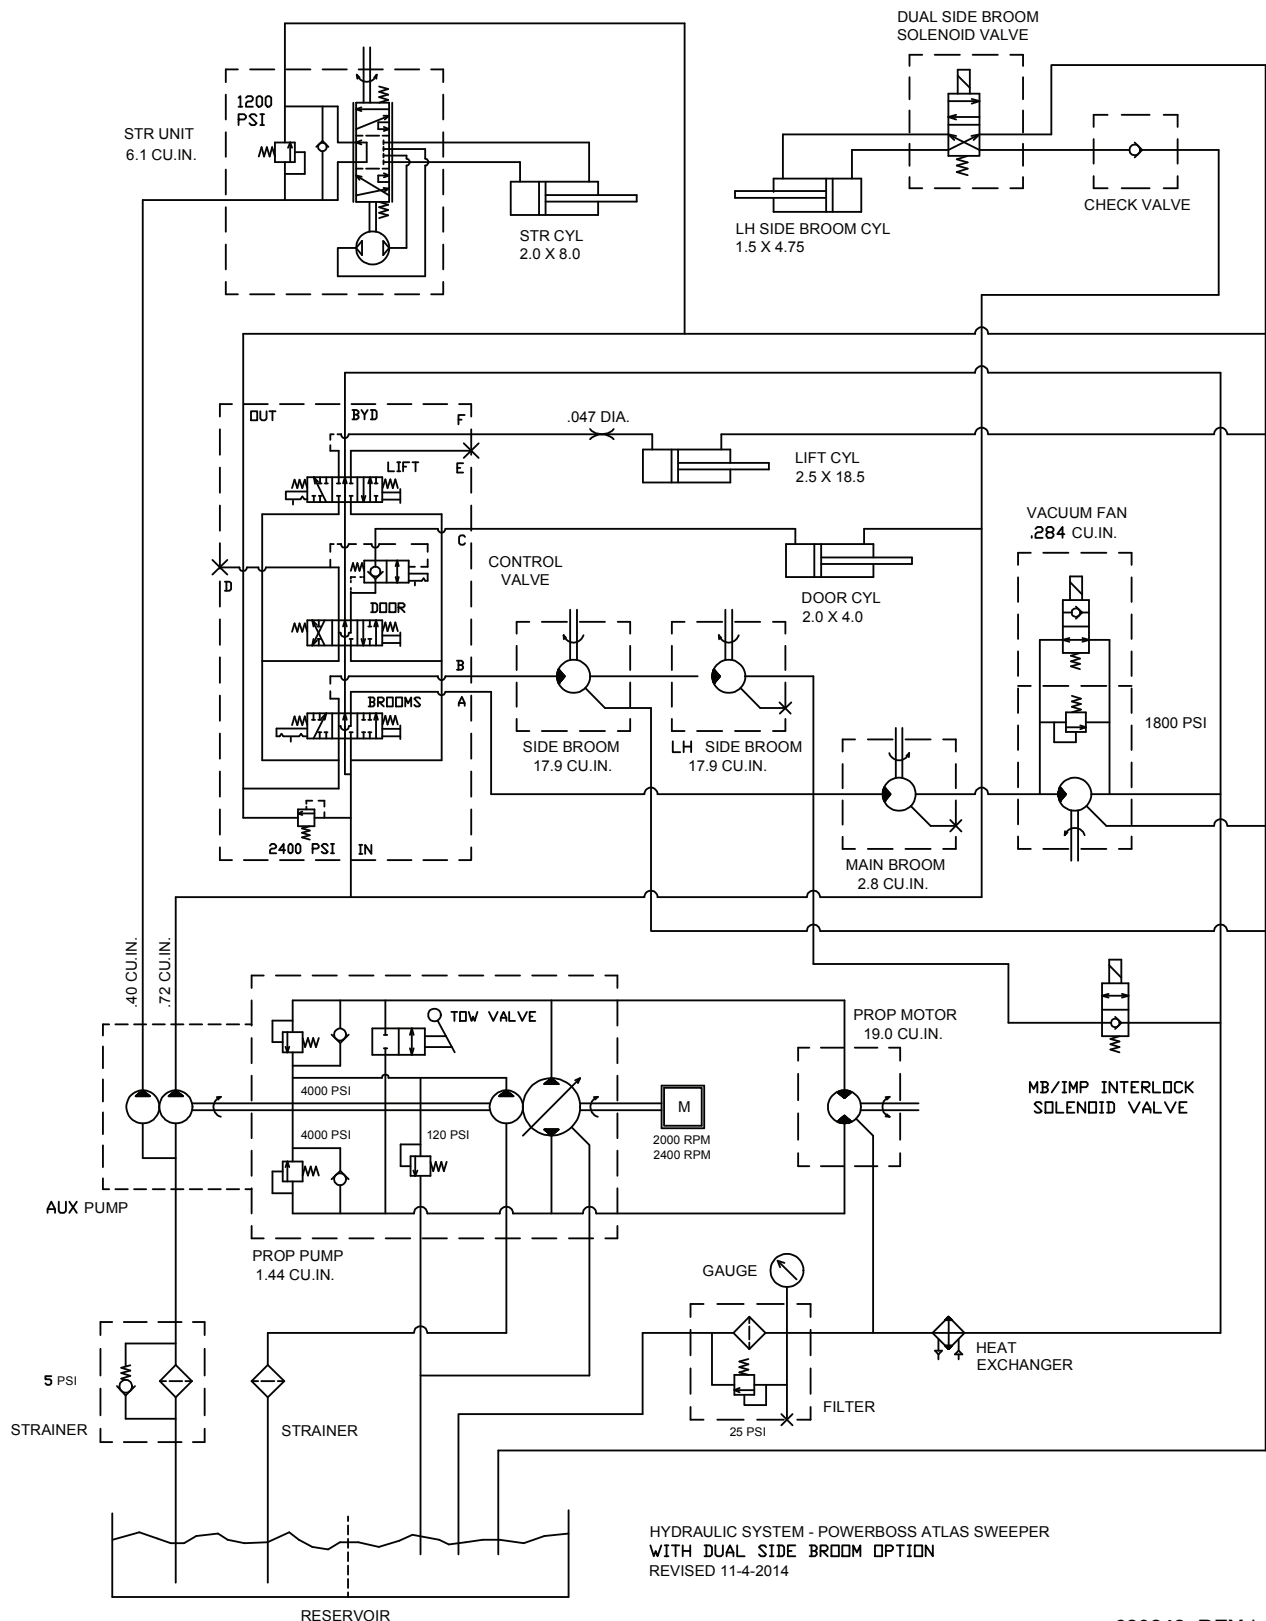 DUAL SIDE BROOM
SOLENOID VALVE
1200
PSI
STR UNIT
6.1 CU.IN.
CHECK VALVE
STR CYL
2.0 X 8.0
LH SIDE BROOM CYL
1.5 X 4.75
OUT
BYD
F
.047 DIA.
LIFT
E
LIFT CYL
2.5 X 18.5
VACUUM FAN
.284 CU.IN.
C
CONTROL
VALVE
D
DOOR
DOOR CYL
2.0 X 4.0
B
BROOMS
A
SIDE BROOM
17.9 CU.IN.
LH SIDE BROOM
17.9 CU.IN.
1800 PSI
2400 PSI
IN
MAIN BROOM
2.8 CU.IN.
.40 CU.IN.
.72 CU.IN.
TOW VALVE
PROP MOTOR
19.0 CU.IN.
4000 PSI
M
MB/IMP INTERLOCK
SOLENOID VALVE
4000 PSI
120 PSI
2000 RPM
2400 RPM
AUX PUMP
PROP PUMP
1.44 CU.IN.
GAUGE
HEAT
EXCHANGER
5 PSI
FILTER
STRAINER
STRAINER
25 PSI
HYDRAULIC SYSTEM - POWERBOSS ATLAS SWEEPER
WITH DUAL SIDE BROOM OPTION
REVISED 11-4-2014
RESERVOIR